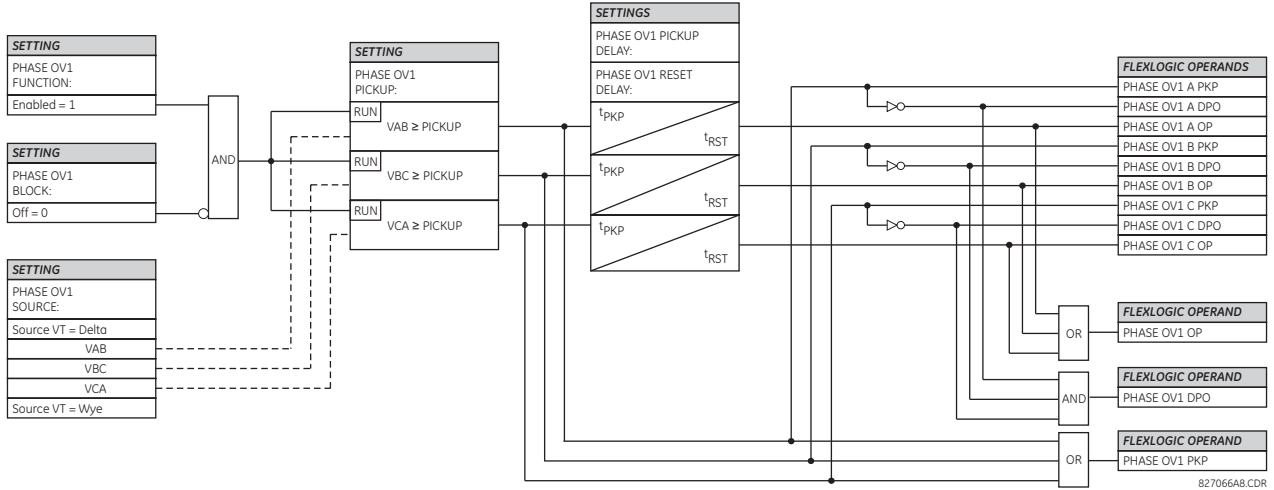 SETTING
PHASE OV1
FUNCTION:
Enabled = 1
SETTING
PHASE OV1
BLOCK:
Off = 0
SETTING
PHASE OV1
SOURCE:
Source VT = Delta
VAB
VBC
VCA
Source VT = Wye
AND
SETTING
PHASE OV1
PICKUP:
RUN
VAB ≥ PICKUP
RUN
VBC ≥ PICKUP
RUN
VCA ≥ PICKUP
SETTINGS
PHASE OV1 PICKUP
DELAY:
PHASE OV1 RESET
DELAY:
tPKP
tRST
tPKP
tRST
tPKP
tRST
FLEXLOGIC OPERANDS
PHASE OV1 A PKP
PHASE OV1 A DPO
PHASE OV1 A OP
PHASE OV1 B PKP
PHASE OV1 B DPO
PHASE OV1 B OP
PHASE OV1 C PKP
PHASE OV1 C DPO
PHASE OV1 C OP
OR
FLEXLOGIC OPERAND
PHASE OV1 OP
AND
FLEXLOGIC OPERAND
PHASE OV1 DPO
OR
FLEXLOGIC OPERAND
PHASE OV1 PKP
827066A8.CDR